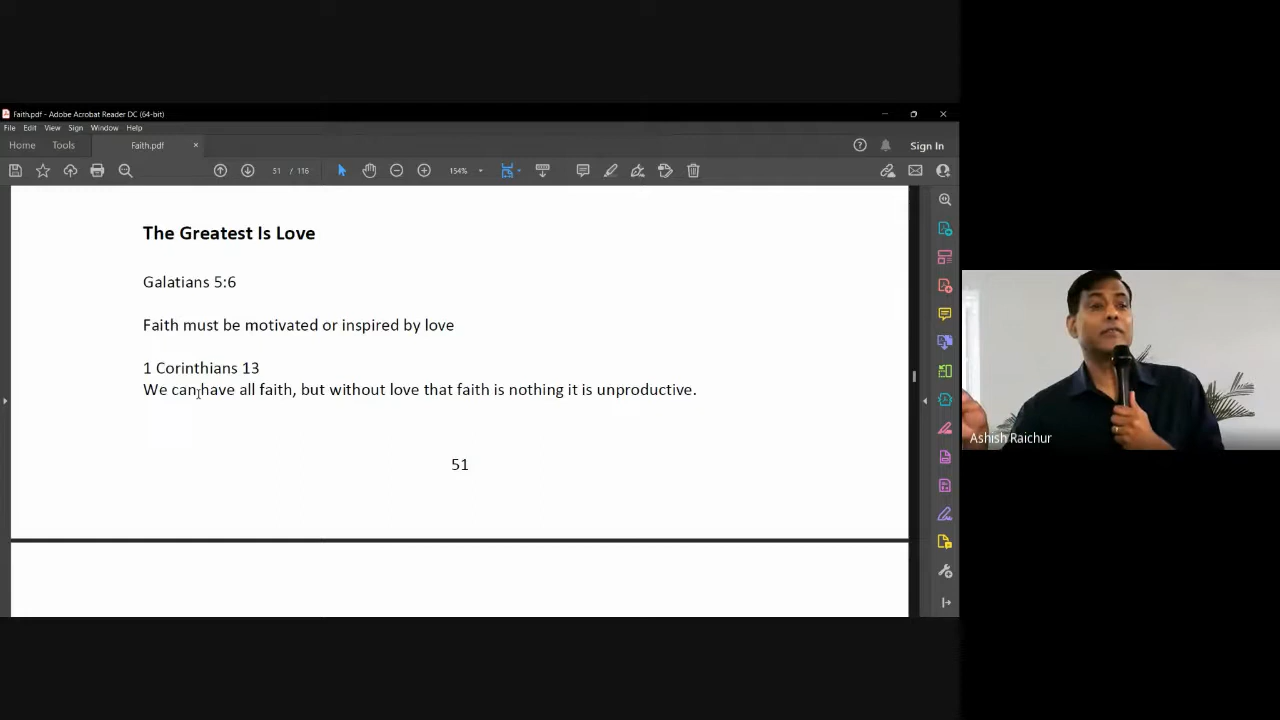 Faith.pdf - Adobe Acrobat Reader DC (64-bit)
File Edit View Sign Window Help
Home Tools Faith.pdf × Sign In
51 / 116 154%
The Greatest Is Love
Galatians 5:6
Faith must be motivated or inspired by love
1 Corinthians 13
We can have all faith, but without love that faith is nothing it is unproductive.
51
Ashish Raichur